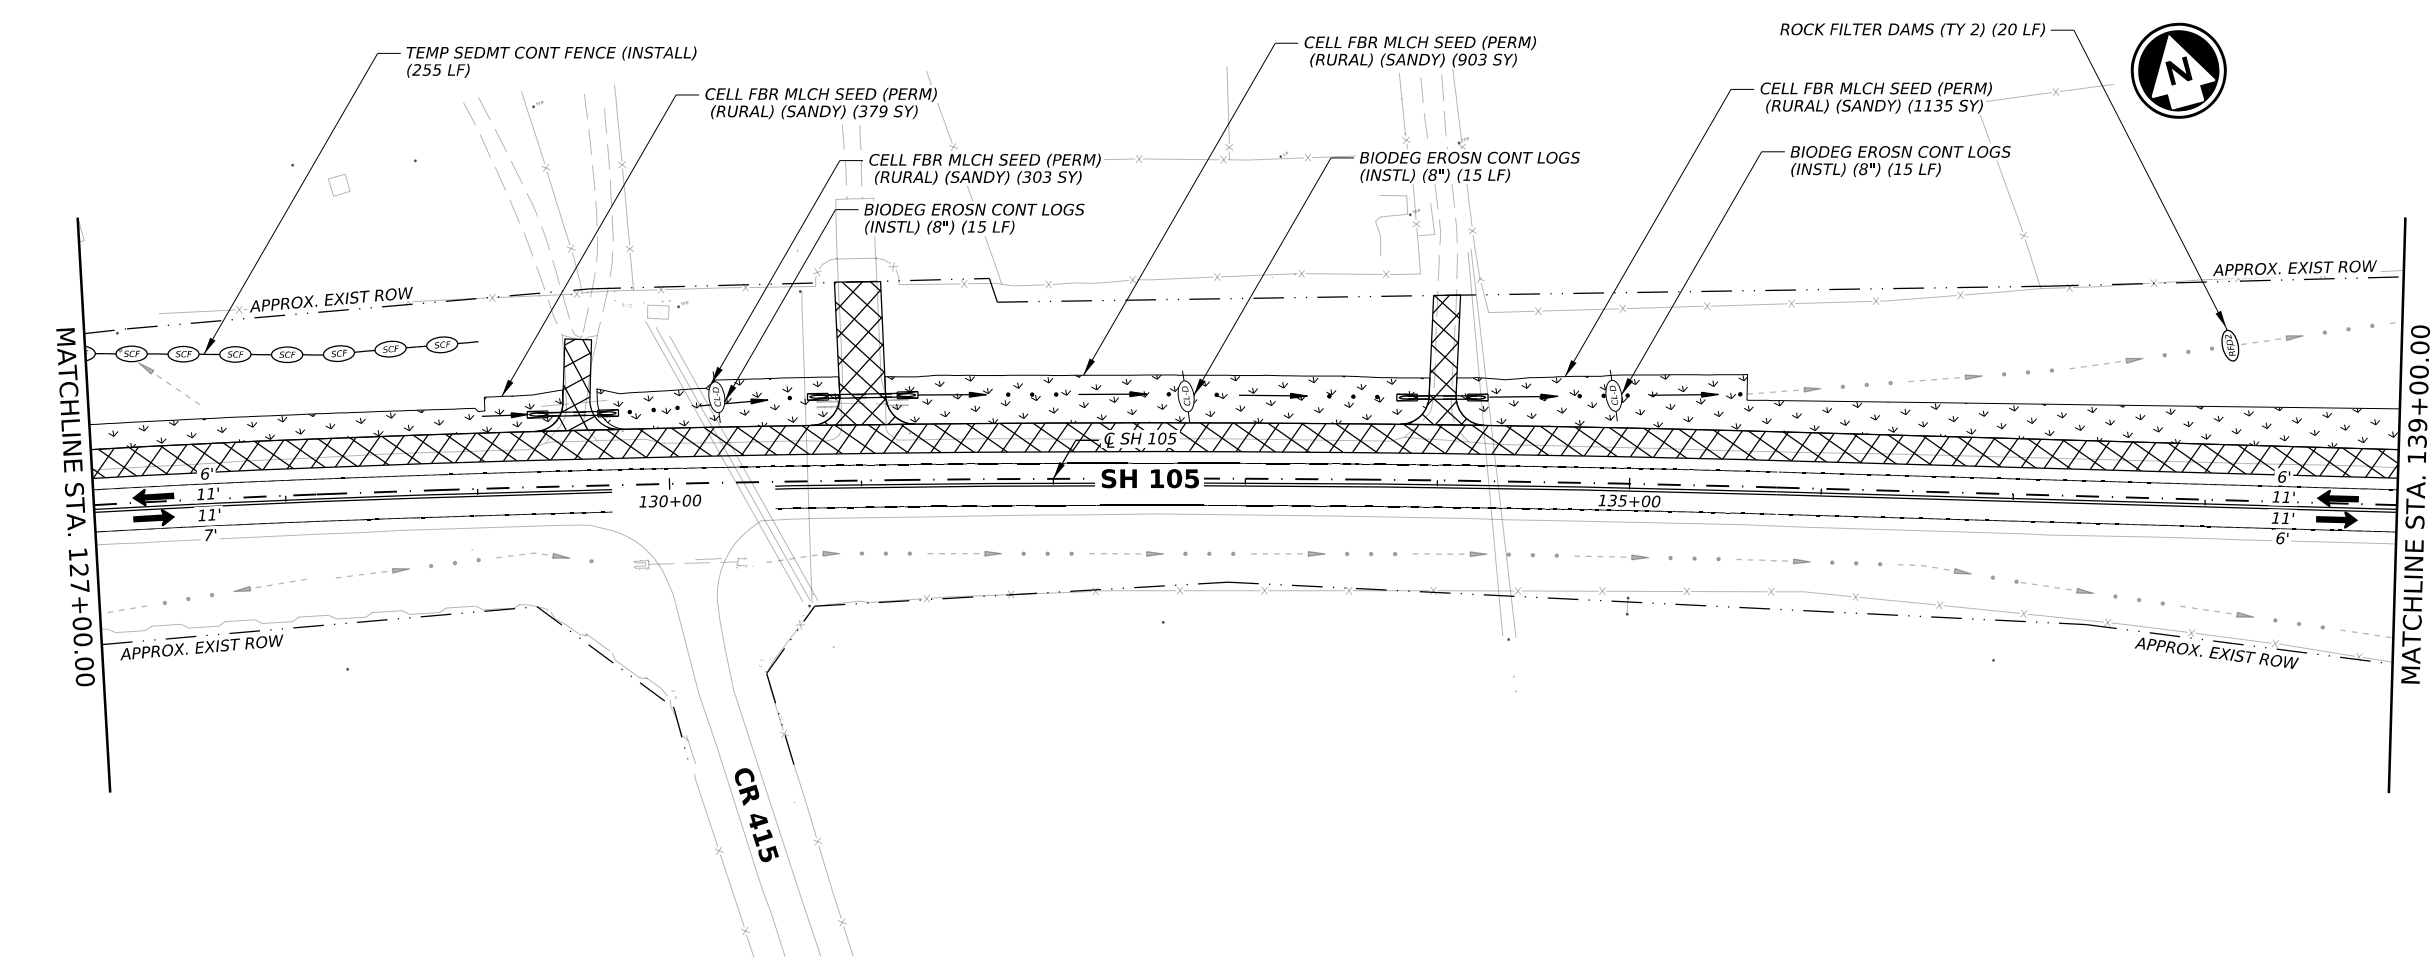 TEMP SEDMT CONT FENCE (INSTALL)
(255 LF)
CELL FBR MLCH SEED (PERM)
(RURAL) (SANDY) (379 SY)
CELL FBR MLCH SEED (PERM)
(RURAL) (SANDY) (303 SY)
BIODEG EROSN CONT LOGS
(INSTL) (8") (15 LF)
CELL FBR MLCH SEED (PERM)
(RURAL) (SANDY) (903 SY)
BIODEG EROSN CONT LOGS
(INSTL) (8") (15 LF)
ROCK FILTER DAMS (TY 2) (20 LF)
CELL FBR MLCH SEED (PERM)
(RURAL) (SANDY) (1135 SY)
BIODEG EROSN CONT LOGS
(INSTL) (8") (15 LF)
N
APPROX. EXIST ROW
APPROX. EXIST ROW
SCF
SCF
SCF
SCF
SCF
SCF
SCF
RFD2
CL-D
CL-D
CL-D
MATCHLINE STA. 127+00.00
MATCHLINE STA. 139+00.00
℄ SH 105
SH 105
6'
11'
11'
7'
130+00
135+00
6'
11'
11'
6'
APPROX. EXIST ROW
APPROX. EXIST ROW
CR 415